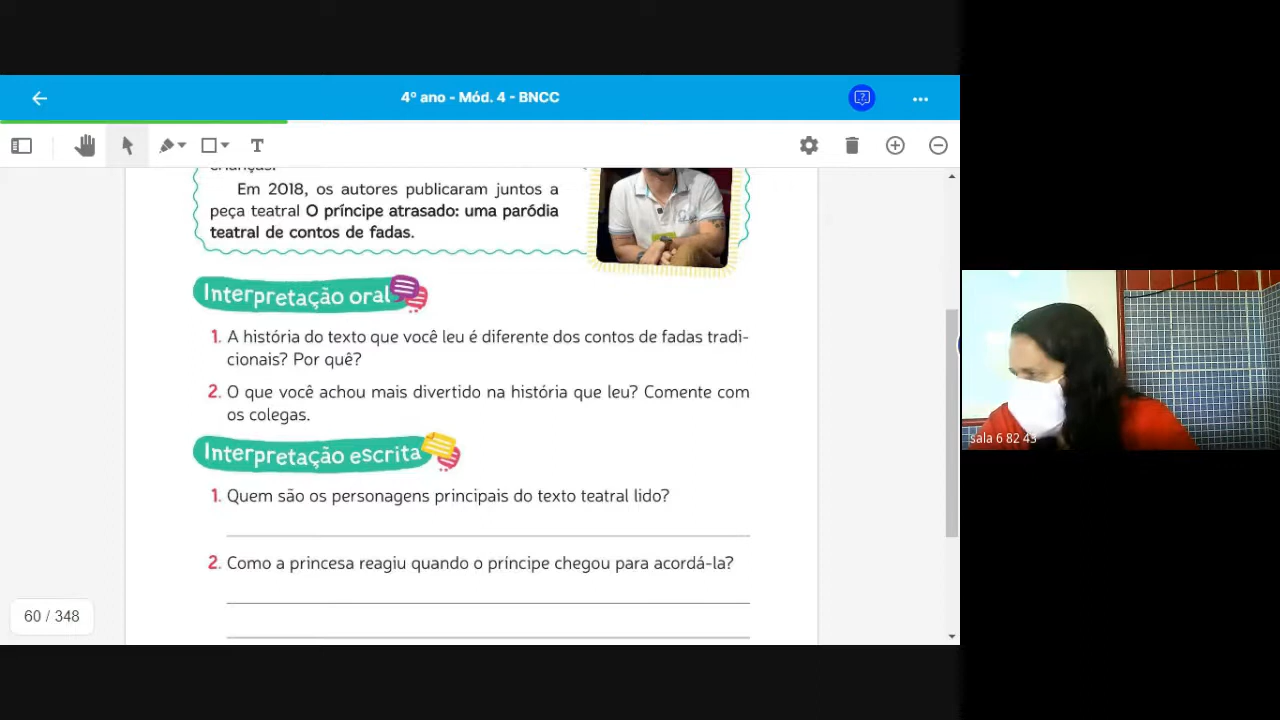 4º ano - Mód. 4 - BNCC
crianças.
Em 2018, os autores publicaram juntos a
peça teatral O príncipe atrasado: uma paródia
teatral de contos de fadas.
Interpretação oral
1. A história do texto que você leu é diferente dos contos de fadas tradi-
cionais? Por quê?
2. O que você achou mais divertido na história que leu? Comente com
os colegas.
Interpretação escrita
1. Quem são os personagens principais do texto teatral lido?
2. Como a princesa reagiu quando o príncipe chegou para acordá-la?
60 / 348
sala 6 82 43